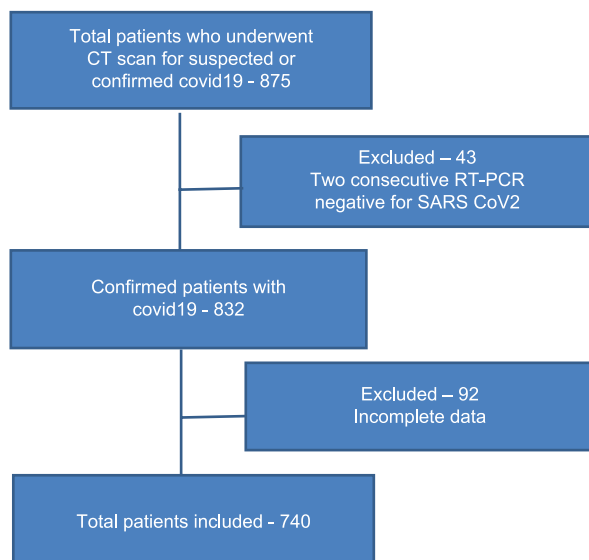 Total patients who underwent
CT scan for suspected or
confirmed covid19 - 875
Excluded – 43
Two consecutive RT-PCR
negative for SARS CoV2
Confirmed patients with
covid19 - 832
Excluded – 92
Incomplete data
Total patients included - 740